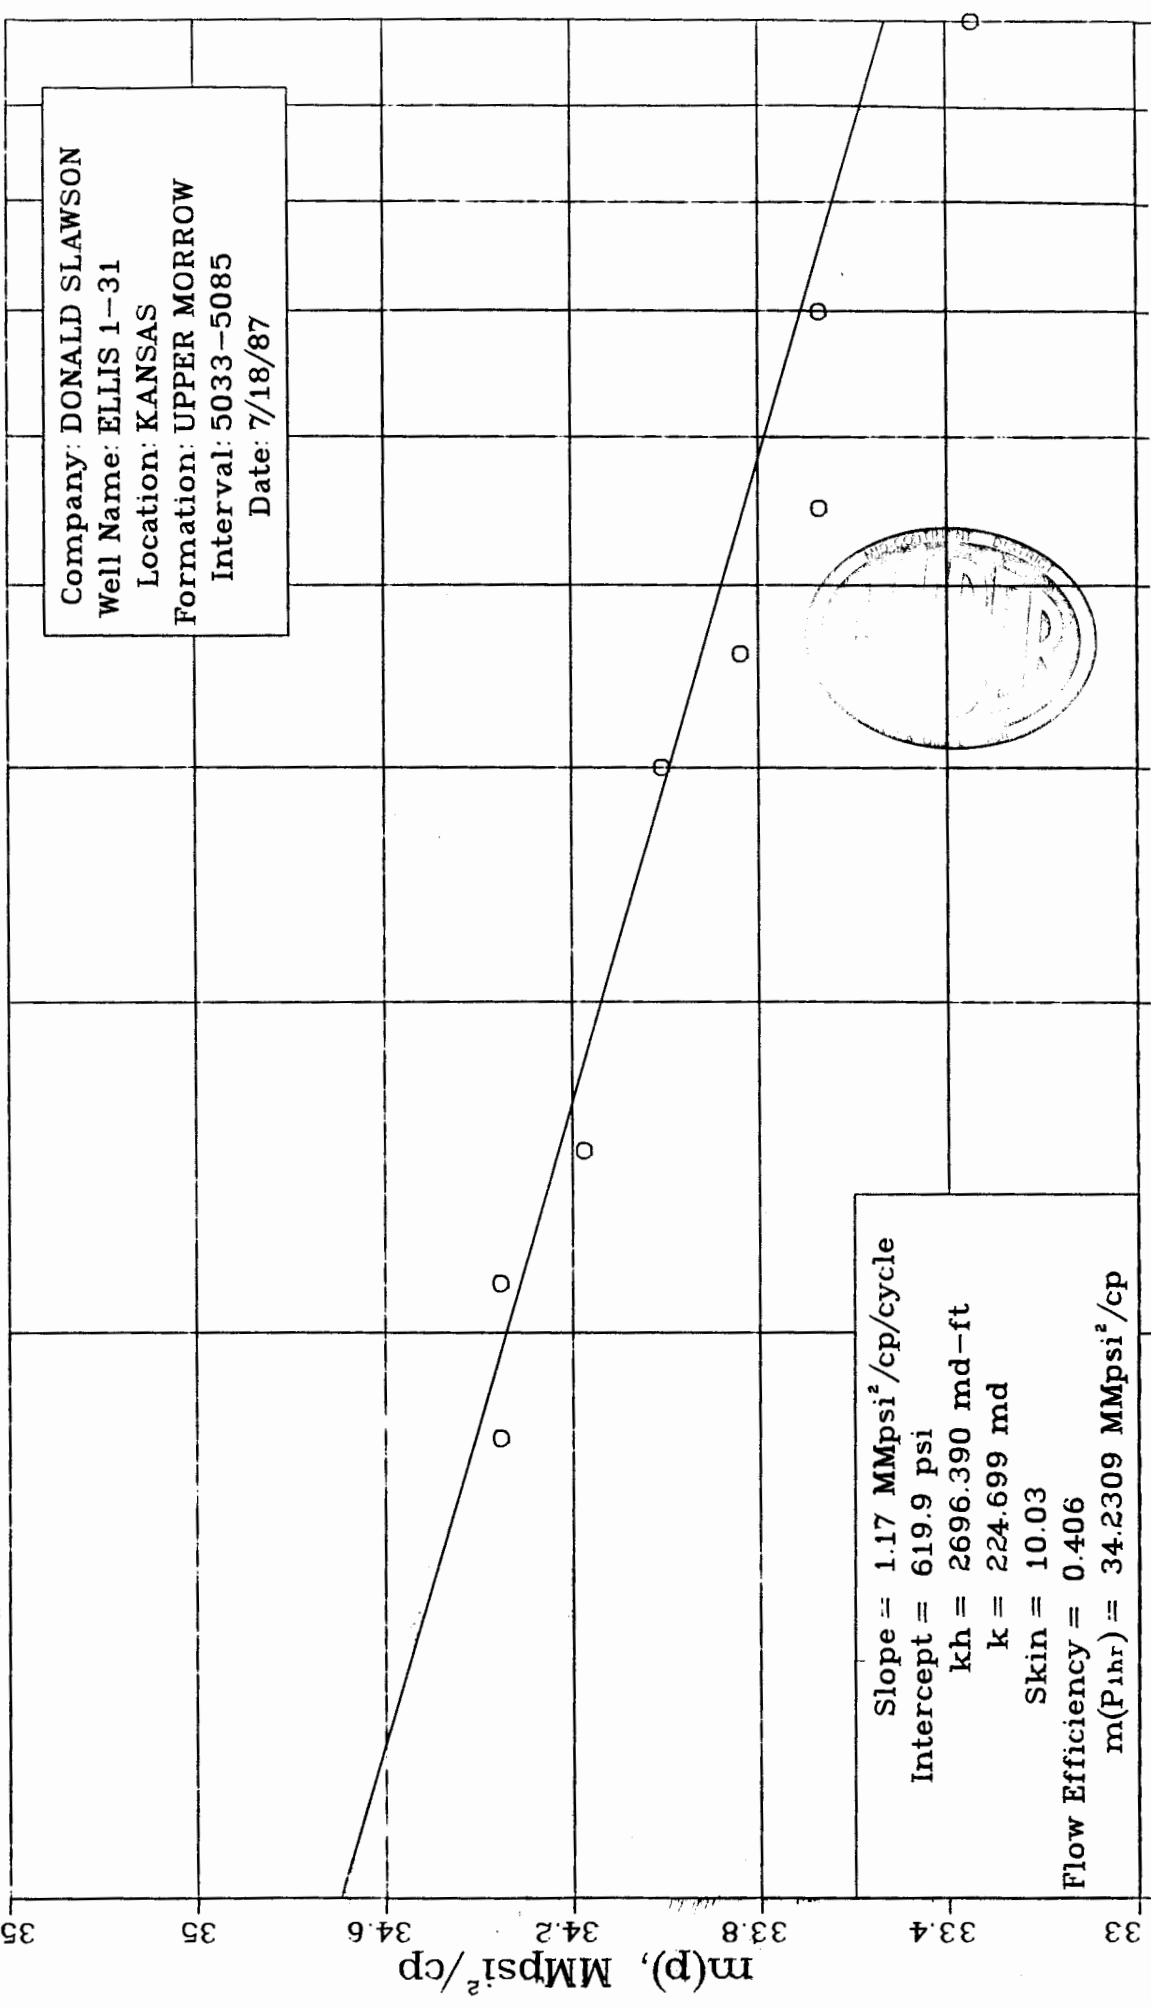 Company: DONALD SLAWSON
Well Name: ELLIS 1-31
Location: KANSAS
Formation: UPPER MORROW
Interval: 5033-5085
Date: 7/18/87
m(p), MMpsi²/cp
35
35
34.6
34.2
33.8
33.4
33
Slope = 1.17 MMpsi²/cp/cycle
Intercept = 619.9 psi
kh = 2696.390 md-ft
k = 224.699 md
Skin = 10.03
Flow Efficiency = 0.406
m(P1hr) = 34.2309 MMpsi²/cp